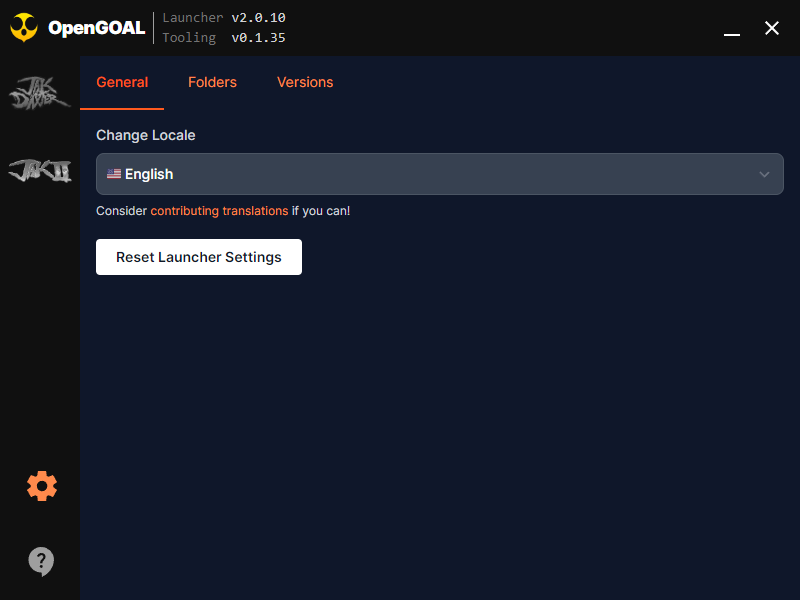 OpenGOAL
Launcher v2.0.10
Tooling v0.1.35
JAK
DAXTER
JAK II
General Folders Versions
Change Locale
English
Consider contributing translations if you can!
Reset Launcher Settings
?